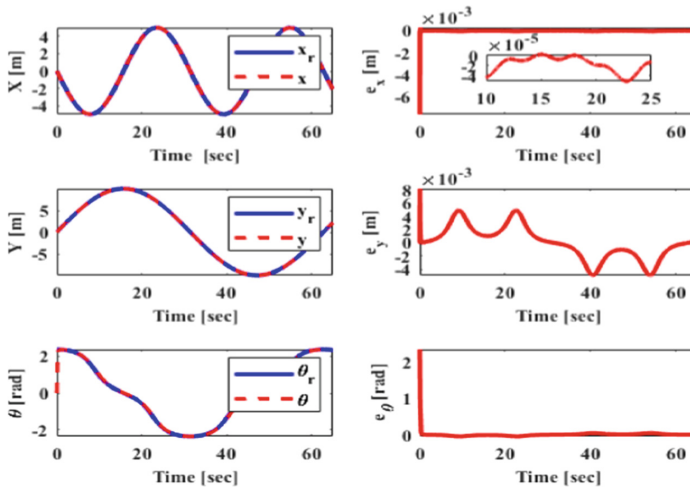 X [m]
4
2
0
-2
-4
x_r
x
0 20 40 60
Time [sec]
×10^-3
e_x [m]
0
-2
-4
-6
×10^-5
0
-2
-4
10 15 20 25
0 20 40 60
Time [sec]
Y [m]
5
0
-5
y_r
y
0 20 40 60
Time [sec]
×10^-3
e_y [m]
8
6
4
2
0
-2
-4
0 20 40 60
Time [sec]
θ [rad]
2
0
-2
θ_r
θ
0 20 40 60
Time [sec]
e_θ [rad]
2
1
0
0 20 40 60
Time [sec]